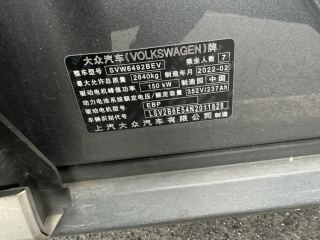 大众汽车(VOLKSWAGEN)牌
整车型号 SVW6492BEV 乘坐人数 7
最大允许总质量 2840kg 制造年月 2022-02
驱动电机峰值功率 150 kW 制造国 中国
动力电池系统额定电压/额定容量 352V/237Ah
驱动电机型号 EBP
车辆识别代号 LSV2B6E54N2011828
上汽大众汽车有限公司 制造